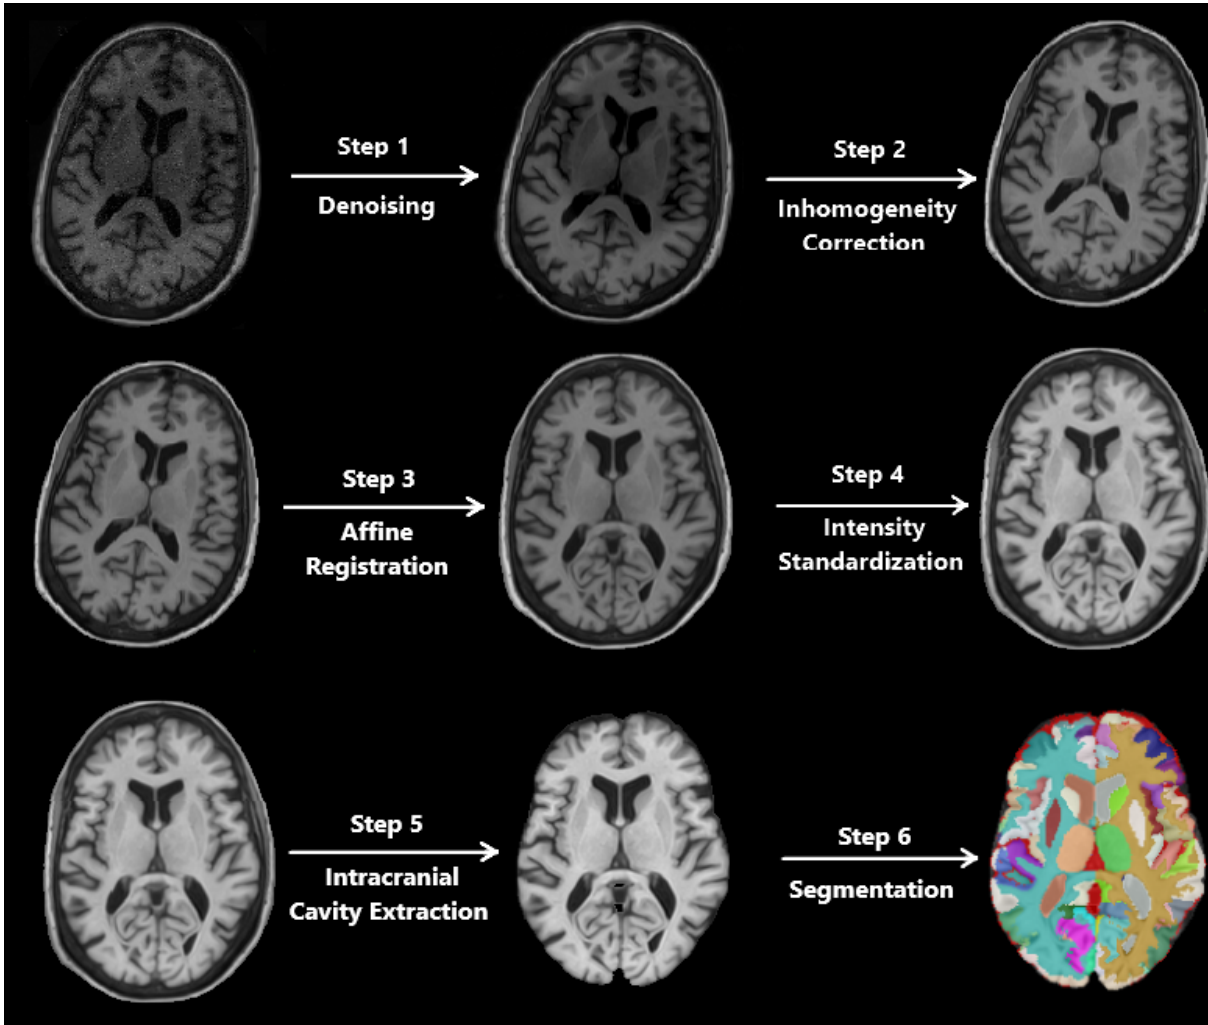 Step 1
Denoising
Step 2
Inhomogeneity
Correction
Step 3
Affine
Registration
Step 4
Intensity
Standardization
Step 5
Intracranial
Cavity Extraction
Step 6
Segmentation